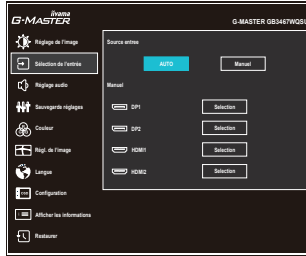 iiyama
G-MASTER
G-MASTER GB3467WQSU
Réglage de l'image
Sélection de l'entrée
Réglage audio
Sauvegarde réglages
Couleur
Régl. de l'image
Langue
Configuration
Afficher les informations
Restaurer
Source entree
AUTO
Manuel
Manuel
DP1
Selection
DP2
Selection
HDMI1
Selection
HDMI2
Selection